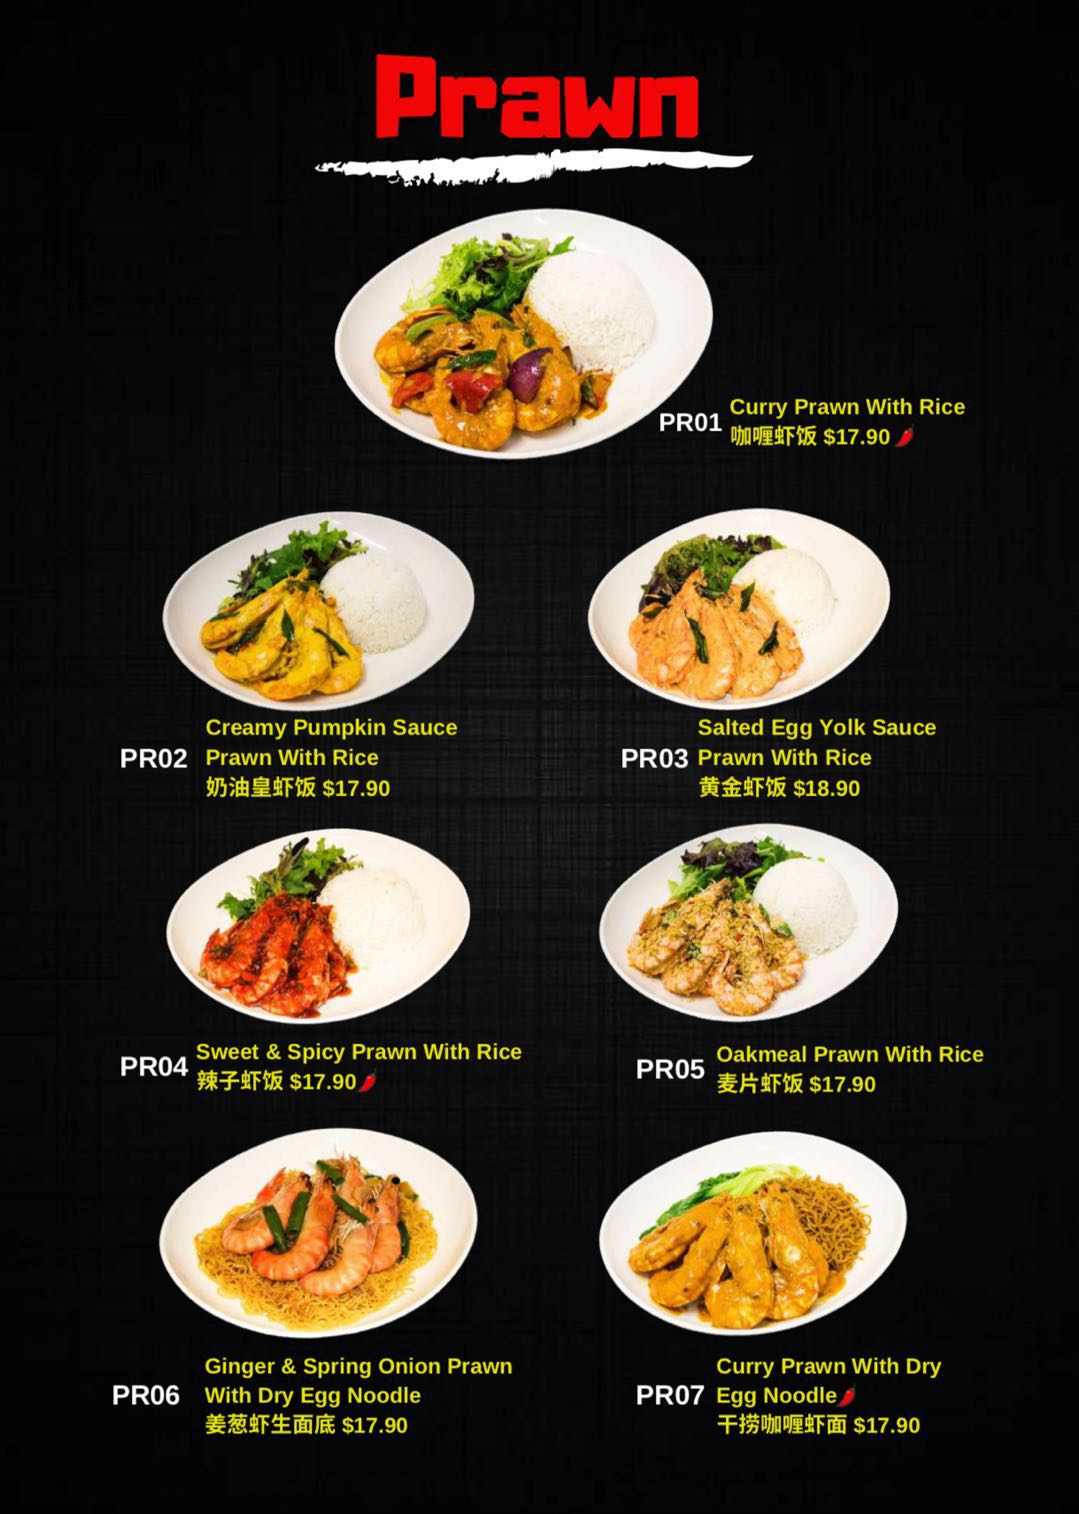 Prawn
PR01
Curry Prawn With Rice
咖喱虾饭 $17.90
PR02
Creamy Pumpkin Sauce
Prawn With Rice
奶油皇虾饭 $17.90
PR03
Salted Egg Yolk Sauce
Prawn With Rice
黄金虾饭 $18.90
PR04
Sweet & Spicy Prawn With Rice
辣子虾饭 $17.90
PR05
Oakmeal Prawn With Rice
麦片虾饭 $17.90
PR06
Ginger & Spring Onion Prawn
With Dry Egg Noodle
姜葱虾生面底 $17.90
PR07
Curry Prawn With Dry
Egg Noodle
干捞咖喱虾面 $17.90